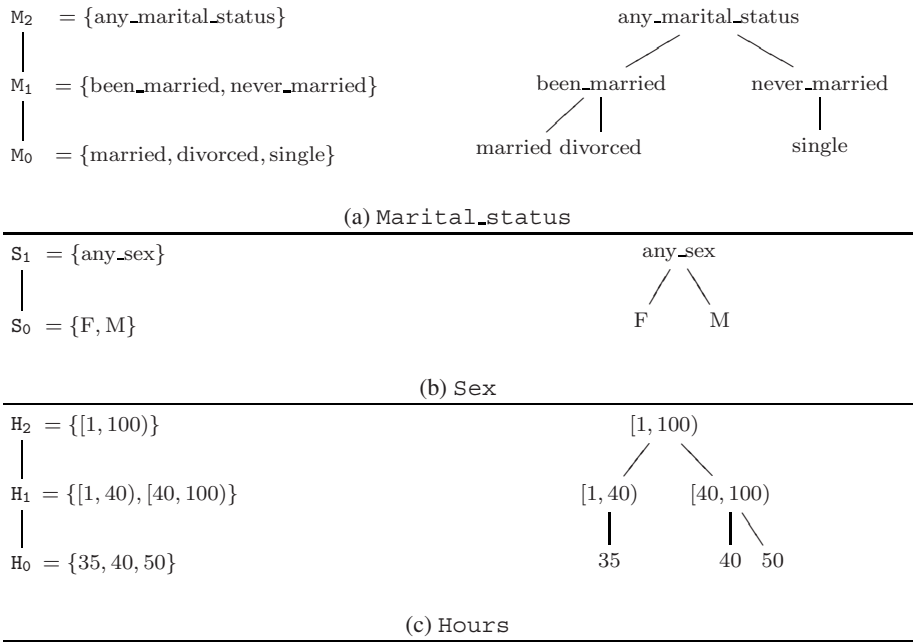 M₂ = {any_marital_status} any_marital_status
M₁ = {been_married, never_married} been_married never_married
M₀ = {married, divorced, single} married divorced single
(a) Marital_status
S₁ = {any_sex} any_sex
S₀ = {F, M} F M
(b) Sex
H₂ = {[1, 100)} [1, 100)
H₁ = {[1, 40), [40, 100)} [1, 40) [40, 100)
H₀ = {35, 40, 50} 35 40 50
(c) Hours